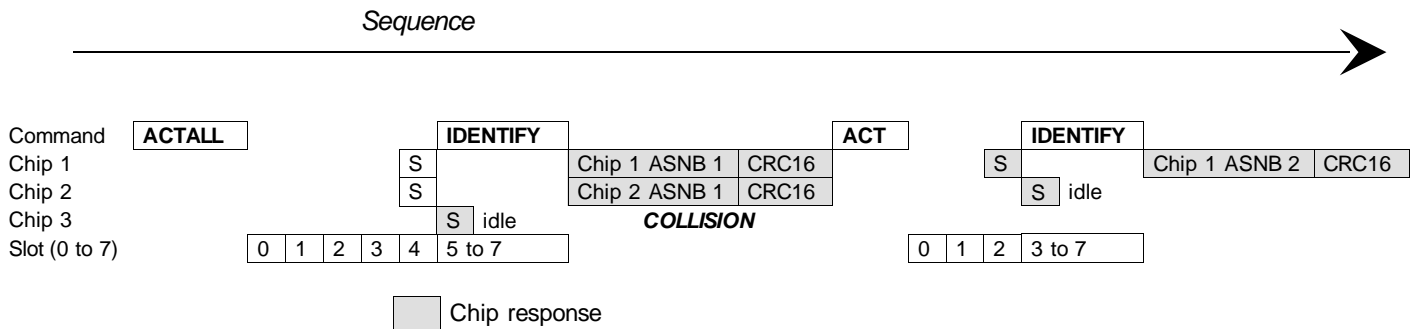 Sequence
Command ACTALL IDENTIFY ACT IDENTIFY
Chip 1 S Chip 1 ASNB 1 CRC16 S Chip 1 ASNB 2 CRC16
Chip 2 S Chip 2 ASNB 1 CRC16 S idle
Chip 3 S idle COLLISION
Slot (0 to 7) 0 1 2 3 4 5 to 7 0 1 2 3 to 7
Chip response